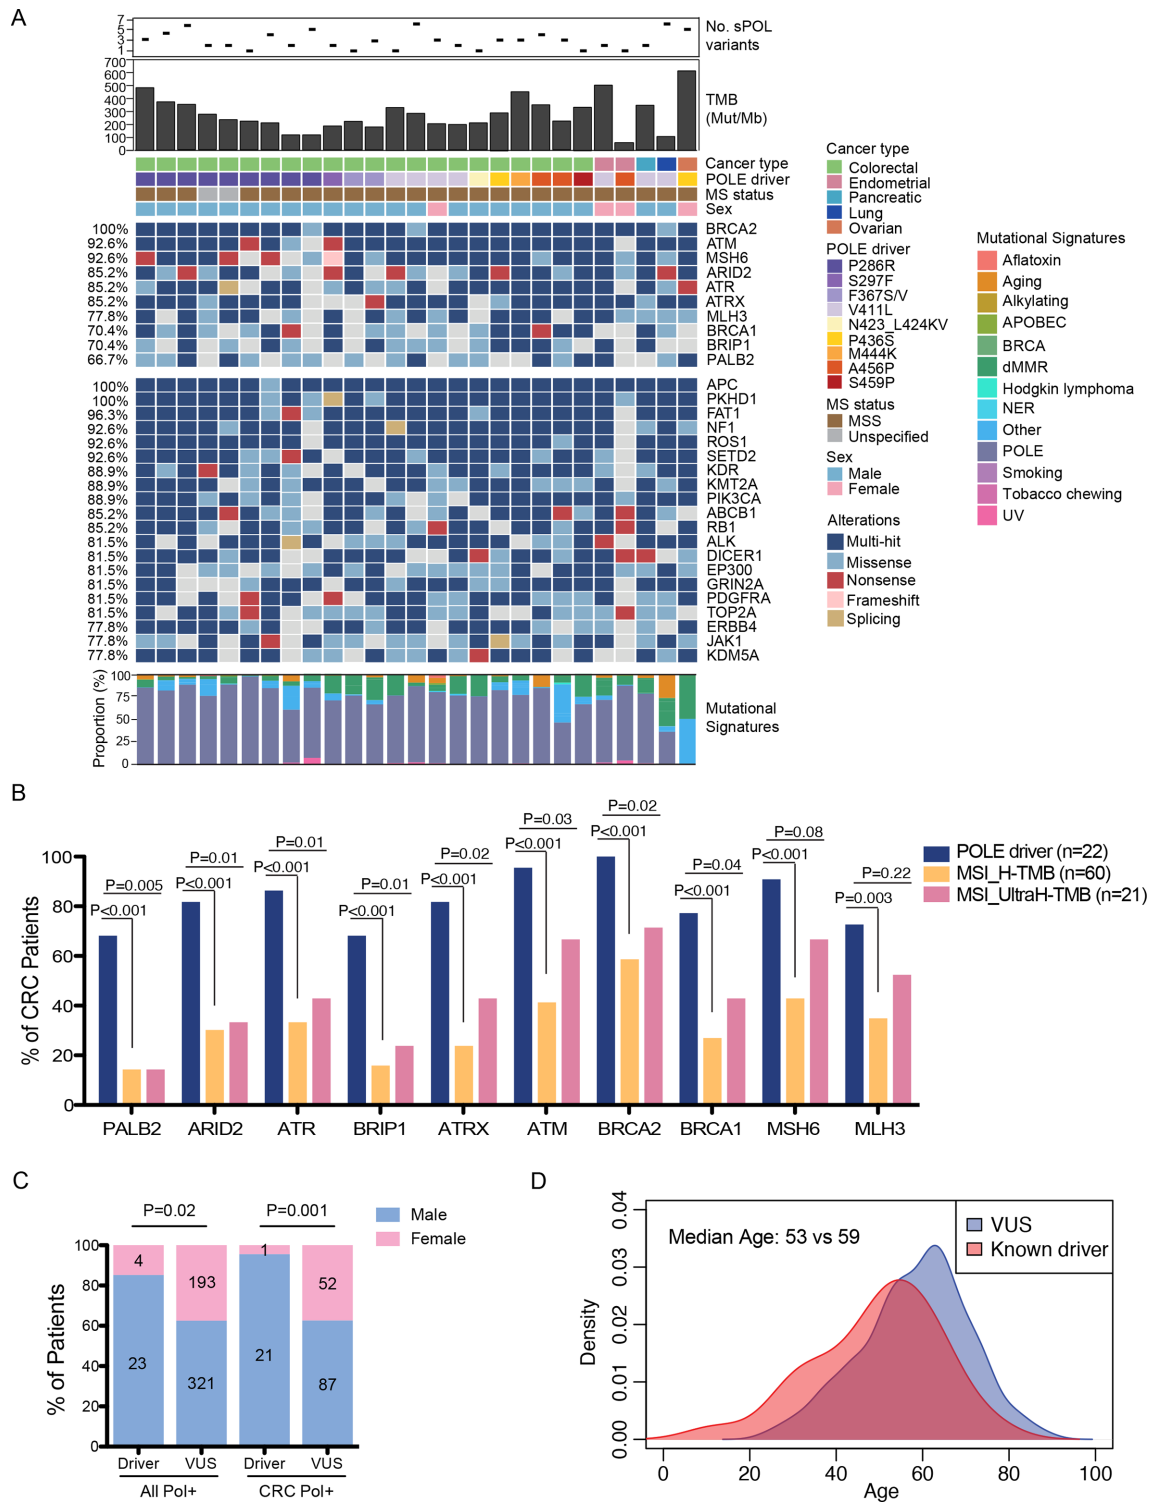 A
7
5
3
1
No. sPOL
variants
700
600
500
400
300
200
100
0
TMB
(Mut/Mb)
Cancer type
POLE driver
MS status
Sex
100% BRCA2
92.6% ATM
92.6% MSH6
85.2% ARID2
85.2% ATR
85.2% ATRX
77.8% MLH3
70.4% BRCA1
70.4% BRIP1
66.7% PALB2
100% APC
100% PKHD1
96.3% FAT1
92.6% NF1
92.6% ROS1
92.6% SETD2
88.9% KDR
88.9% KMT2A
88.9% PIK3CA
85.2% ABCB1
85.2% RB1
81.5% ALK
81.5% DICER1
81.5% EP300
81.5% GRIN2A
81.5% PDGFRA
81.5% TOP2A
77.8% ERBB4
77.8% JAK1
77.8% KDM5A
Proportion (%)
100
75
50
25
0
Mutational
Signatures
Cancer type
Colorectal
Endometrial
Pancreatic
Lung
Ovarian
POLE driver
P286R
S297F
F367S/V
V411L
N423_L424KV
P436S
M444K
A456P
S459P
MS status
MSS
Unspecified
Sex
Male
Female
Alterations
Multi-hit
Missense
Nonsense
Frameshift
Splicing
Mutational Signatures
Aflatoxin
Aging
Alkylating
APOBEC
BRCA
dMMR
Hodgkin lymphoma
NER
Other
POLE
Smoking
Tobacco chewing
UV
B
% of CRC Patients
100
80
60
40
20
0
P=0.005
P<0.001
P=0.01
P<0.001
P=0.01
P<0.001
P=0.01
P<0.001
P=0.02
P<0.001
P=0.03
P<0.001
P=0.02
P<0.001
P=0.04
P<0.001
P=0.08
P<0.001
P=0.22
P=0.003
PALB2 ARID2 ATR BRIP1 ATRX ATM BRCA2 BRCA1 MSH6 MLH3
POLE driver (n=22)
MSI_H-TMB (n=60)
MSI_UltraH-TMB (n=21)
C
P=0.02 P=0.001
Male
Female
% of Patients
100
80
60
40
20
0
4 193 1 52
23 321 21 87
Driver VUS Driver VUS
All Pol+ CRC Pol+
D
Density
0.04
0.03
0.02
0.01
0.00
Median Age: 53 vs 59
VUS
Known driver
0 20 40 60 80 100
Age